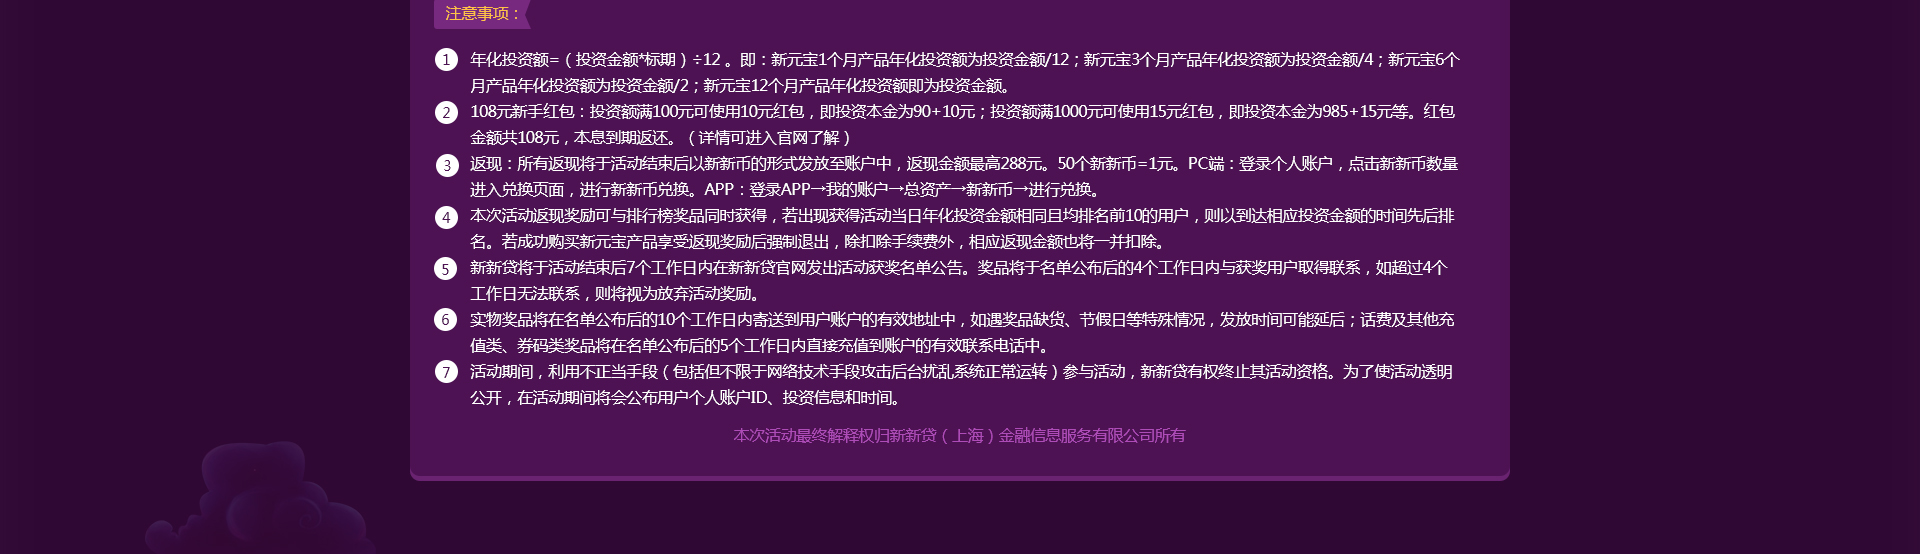 注意事项：
1 年化投资额=（投资金额*标期）÷12 。即：新元宝1个月产品年化投资额为投资金额/12；新元宝3个月产品年化投资额为投资金额/4；新元宝6个
月产品年化投资额为投资金额/2；新元宝12个月产品年化投资额即为投资金额。
2 108元新手红包：投资额满100元可使用10元红包，即投资本金为90+10元；投资额满1000元可使用15元红包，即投资本金为985+15元等。红包
金额共108元，本息到期返还。（详情可进入官网了解）
3 返现：所有返现将于活动结束后以新新币的形式发放至账户中，返现金额最高288元。50个新新币=1元。PC端：登录个人账户，点击新新币数量
进入兑换页面，进行新新币兑换。APP：登录APP→我的账户→总资产→新新币→进行兑换。
4 本次活动返现奖励可与排行榜奖品同时获得，若出现获得活动当日年化投资金额相同且均排名前10的用户，则以到达相应投资金额的时间先后排
名。若成功购买新元宝产品享受返现奖励后强制退出，除扣除手续费外，相应返现金额也将一并扣除。
5 新新贷将于活动结束后7个工作日内在新新贷官网发出活动获奖名单公告。奖品将于名单公布后的4个工作日内与获奖用户取得联系，如超过4个
工作日无法联系，则将视为放弃活动奖励。
6 实物奖品将在名单公布后的10个工作日内寄送到用户账户的有效地址中，如遇奖品缺货、节假日等特殊情况，发放时间可能延后；话费及其他充
值类、券码类奖品将在名单公布后的5个工作日内直接充值到账户的有效联系电话中。
7 活动期间，利用不正当手段（包括但不限于网络技术手段攻击后台扰乱系统正常运转）参与活动，新新贷有权终止其活动资格。为了使活动透明
公开，在活动期间将会公布用户个人账户ID、投资信息和时间。
本次活动最终解释权归新新贷（上海）金融信息服务有限公司所有